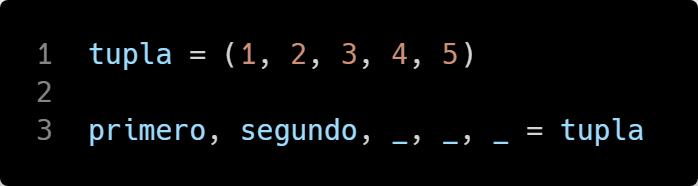 1 tupla = (1, 2, 3, 4, 5)
2
3 primero, segundo, _, _, _ = tupla